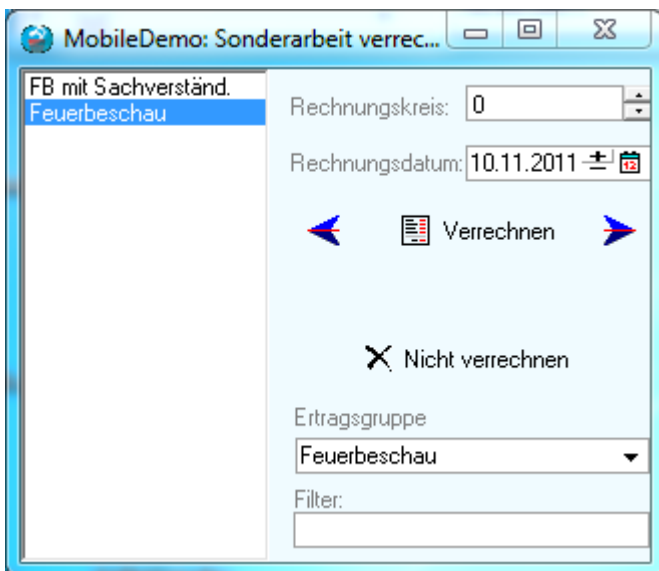 MobileDemo: Sonderarbeit verrec...
FB mit Sachverständ.
Feuerbeschau
Rechnungskreis: 0
Rechnungsdatum: 10.11.2011
12
Verrechnen
Nicht verrechnen
Ertragsgruppe
Feuerbeschau
Filter: